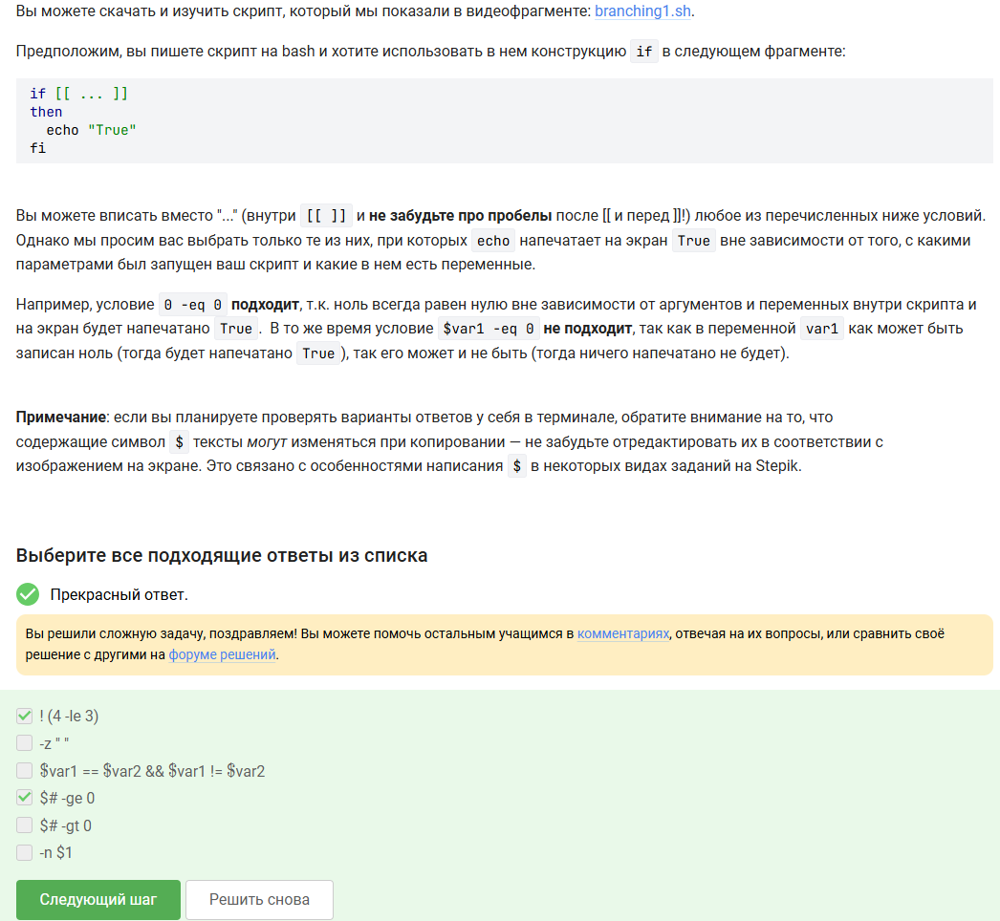 Вы можете скачать и изучить скрипт, который мы показали в видеофрагменте: branching1.sh.
Предположим, вы пишете скрипт на bash и хотите использовать в нем конструкцию if в следующем фрагменте:
if [[ ... ]]
then
  echo "True"
fi
Вы можете вписать вместо "..." (внутри [[ ]] и не забудьте про пробелы после [[ и перед ]]!) любое из перечисленных ниже условий.
Однако мы просим вас выбрать только те из них, при которых echo напечатает на экран True вне зависимости от того, с какими
параметрами был запущен ваш скрипт и какие в нем есть переменные.
Например, условие 0 -eq 0 подходит, т.к. ноль всегда равен нулю вне зависимости от аргументов и переменных внутри скрипта и
на экран будет напечатано True . В то же время условие $var1 -eq 0 не подходит, так как в переменной var1 как может быть
записан ноль (тогда будет напечатано True ), так его может и не быть (тогда ничего напечатано не будет).
Примечание: если вы планируете проверять варианты ответов у себя в терминале, обратите внимание на то, что
содержащие символ $ тексты могут изменяться при копировании — не забудьте отредактировать их в соответствии с
изображением на экране. Это связано с особенностями написания $ в некоторых видах заданий на Stepik.
Выберите все подходящие ответы из списка
Прекрасный ответ.
Вы решили сложную задачу, поздравляем! Вы можете помочь остальным учащимся в комментариях, отвечая на их вопросы, или сравнить своё
решение с другими на форуме решений.
! (4 -le 3)
-z " "
$var1 == $var2 && $var1 != $var2
$# -ge 0
$# -gt 0
-n $1
Следующий шаг
Решить снова